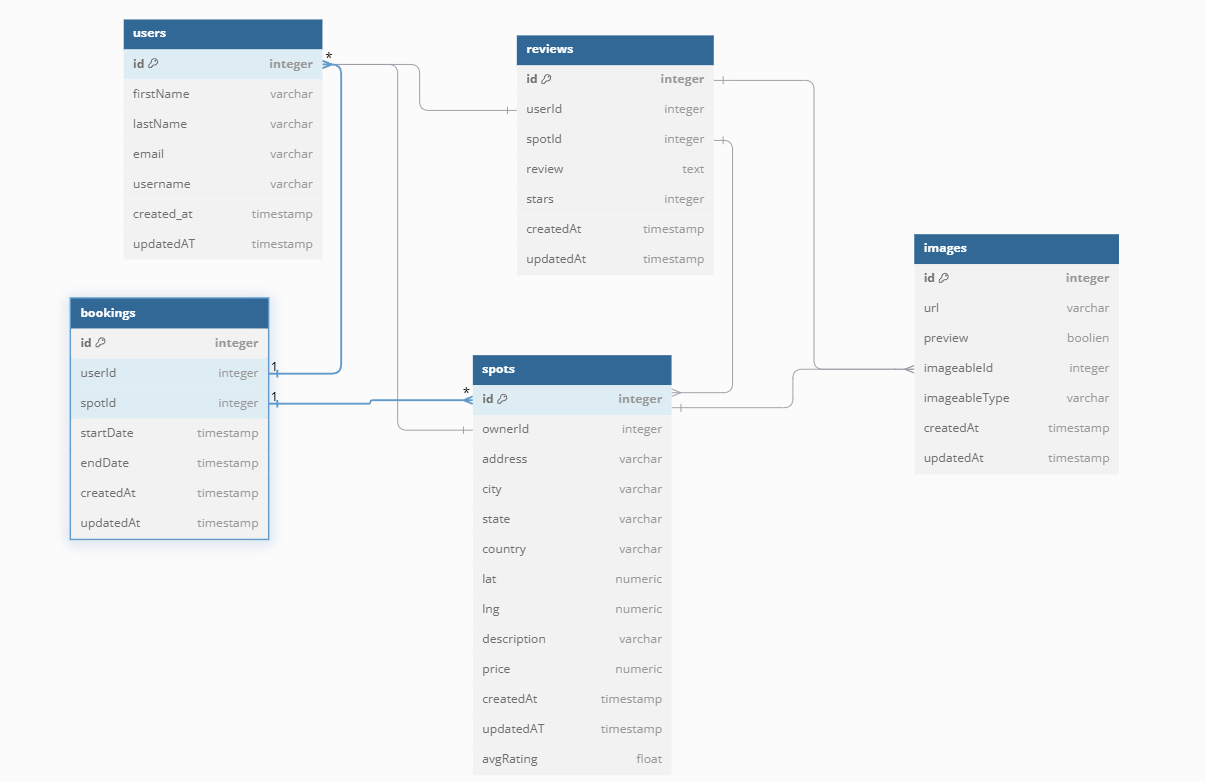 users
id integer
firstName varchar
lastName varchar
email varchar
username varchar
created_at timestamp
updatedAT timestamp
*
reviews
id integer
userId integer
spotId integer
review text
stars integer
createdAt timestamp
updatedAt timestamp
images
id integer
url varchar
preview boolien
imageableId integer
imageableType varchar
createdAt timestamp
updatedAt timestamp
bookings
id integer
userId integer 1
spotId integer 1
startDate timestamp
endDate timestamp
createdAt timestamp
updatedAt timestamp
spots
* id integer
ownerId integer
address varchar
city varchar
state varchar
country varchar
lat numeric
lng numeric
description varchar
price numeric
createdAt timestamp
updatedAT timestamp
avgRating float